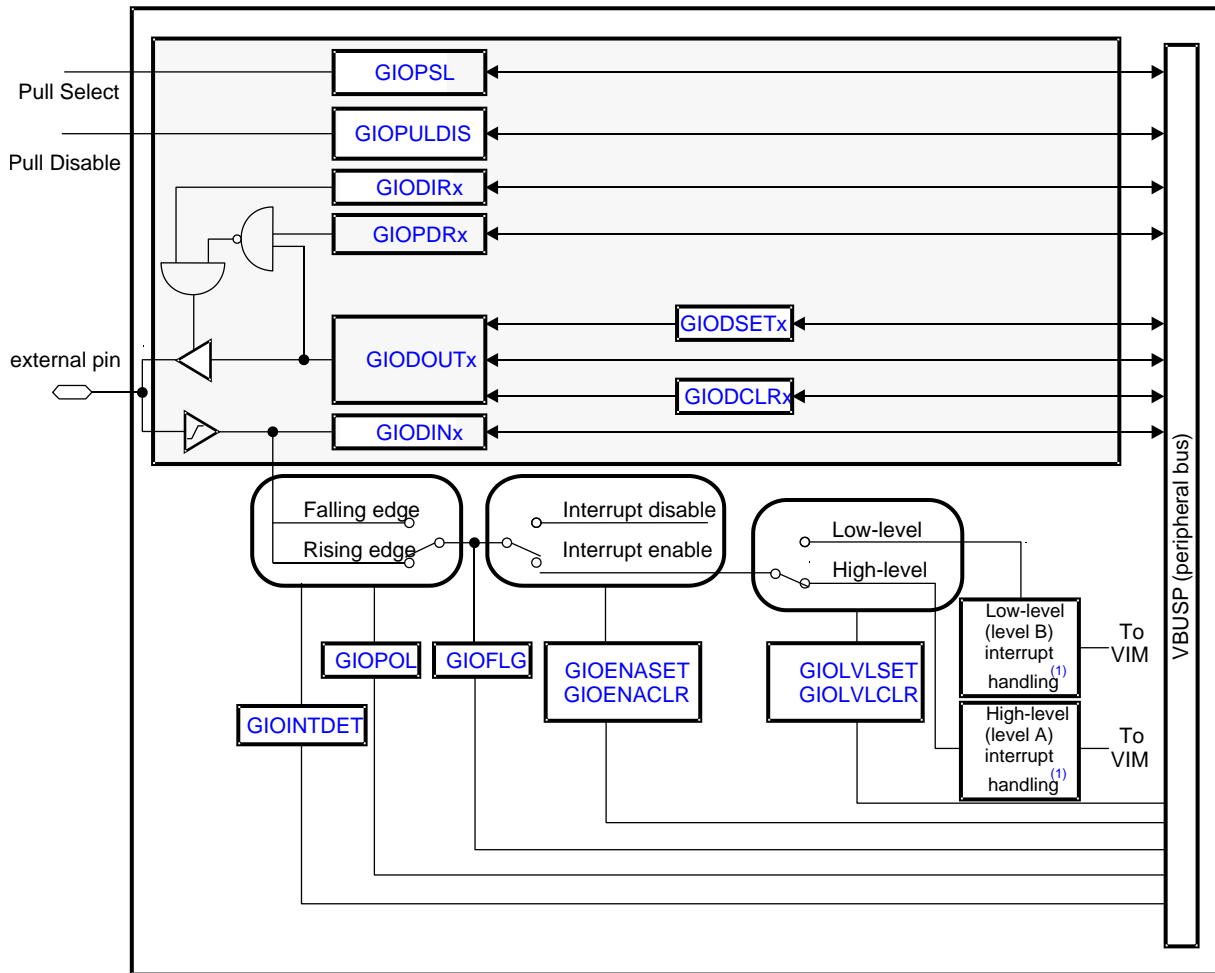 GIOPSL
Pull Select
GIOPULDIS
Pull Disable
GIODIRx
GIOPDRx
GIODSETx
external pin
GIODOUTx
GIODCLRx
GIODINx
VBUSP (peripheral bus)
Falling edge
Rising edge
Interrupt disable
Interrupt enable
Low-level
High-level
GIOPOL
GIOFLG
GIOENASET
GIOENACLR
GIOLVLSET
GIOLVLCLR
Low-level
(level B)
interrupt
handling(1)
To
VIM
GIOINTDET
High-level
(level A)
interrupt
handling(1)
To
VIM